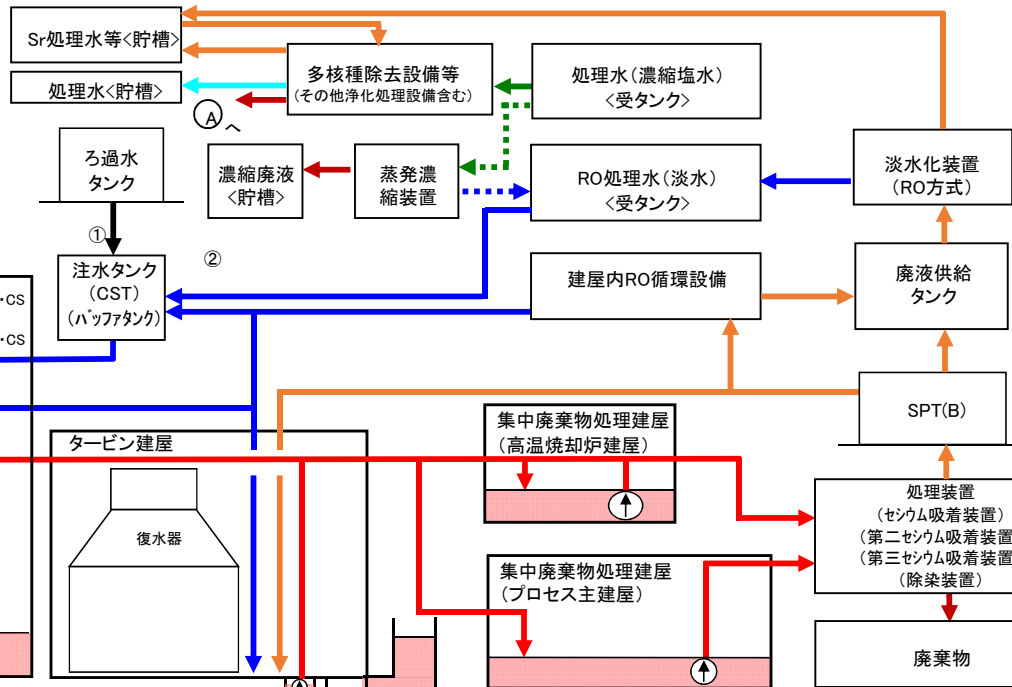 Sr処理水等<貯槽>
処理水<貯槽>
多核種除去設備等
(その他浄化処理設備含む)
処理水(濃縮塩水)
<受タンク>
A へ
ろ過水
タンク
濃縮廃液
<貯槽>
蒸発濃
縮装置
RO処理水(淡水)
<受タンク>
淡水化装置
(RO方式)
①
②
注水タンク
(CST)
(バッファタンク)
建屋内RO循環設備
廃液供給
タンク
・CS
・CS
SPT(B)
タービン建屋
復水器
集中廃棄物処理建屋
(高温焼却炉建屋)
処理装置
(セシウム吸着装置)
(第二セシウム吸着装置
(第三セシウム吸着装置
(除染装置)
集中廃棄物処理建屋
(プロセス主建屋)
廃棄物